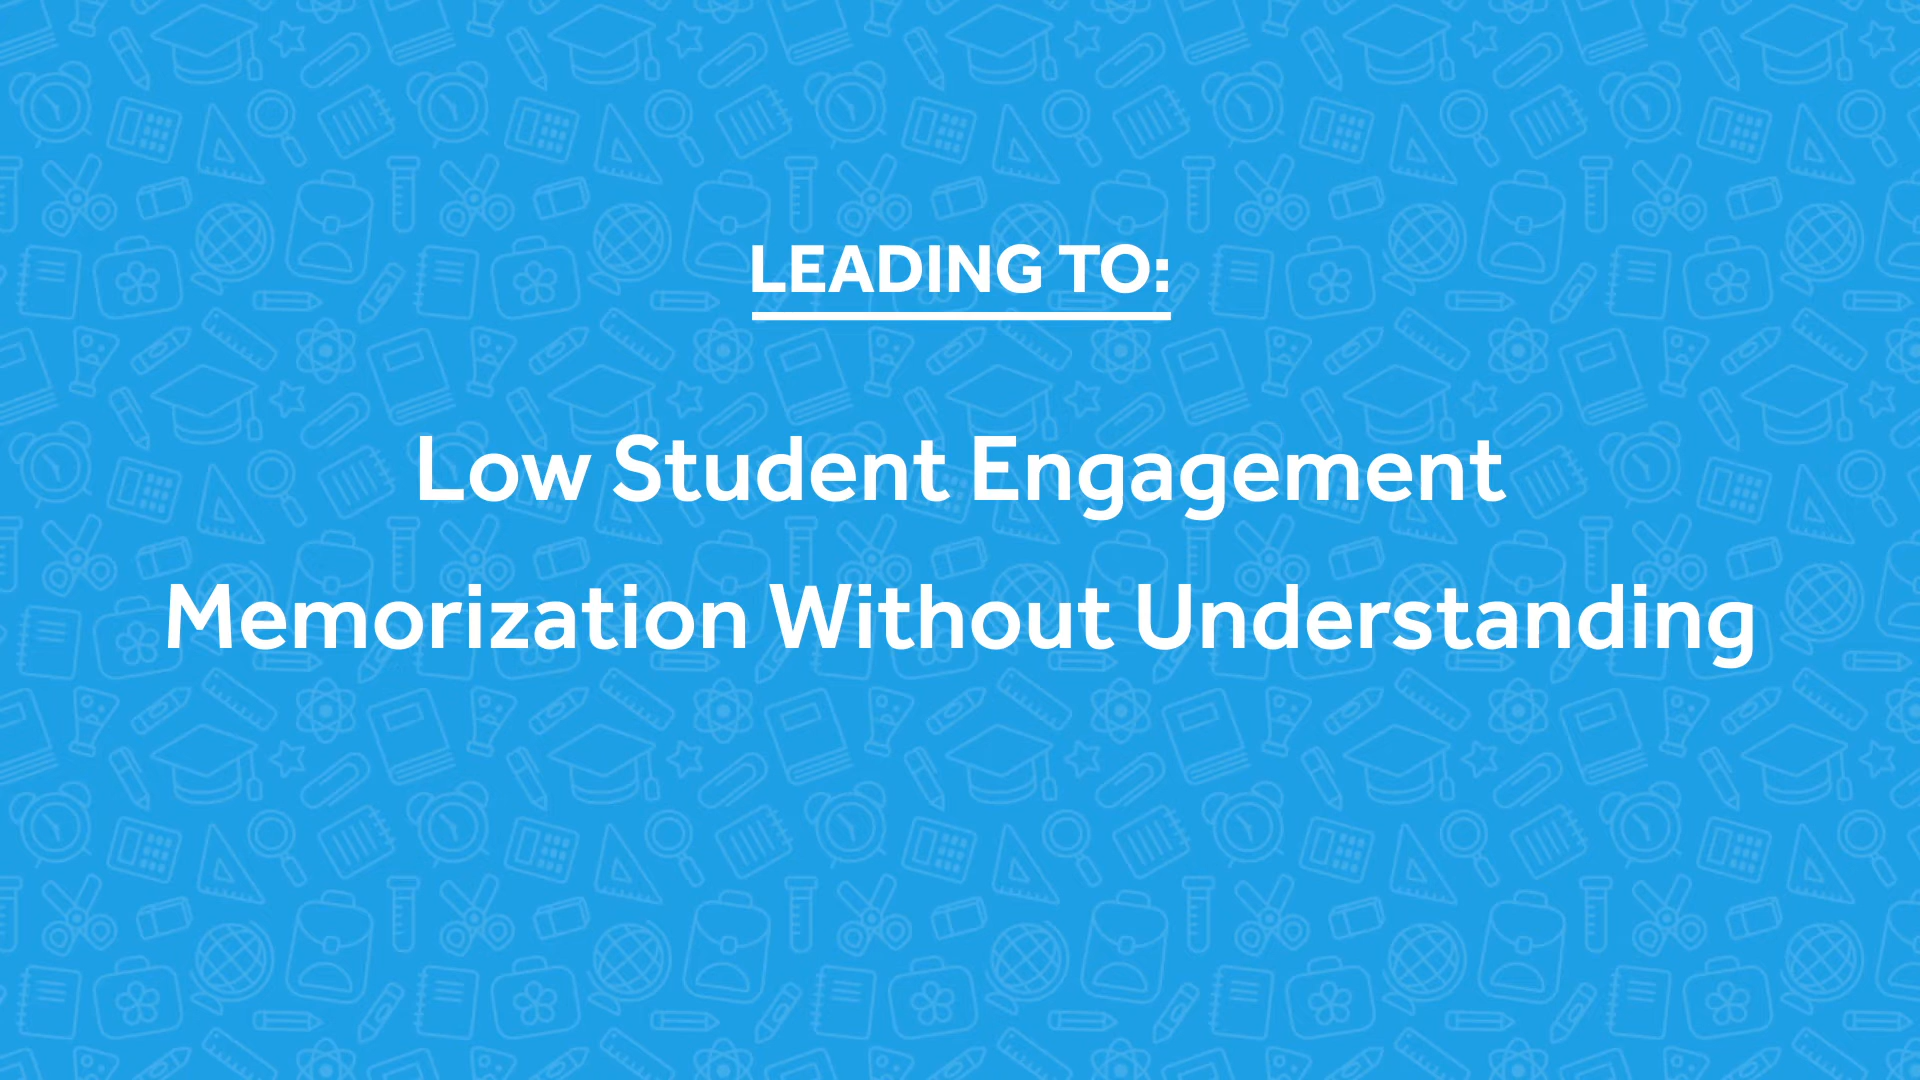 LEADING TO:
Low Student Engagement
Memorization Without Understanding